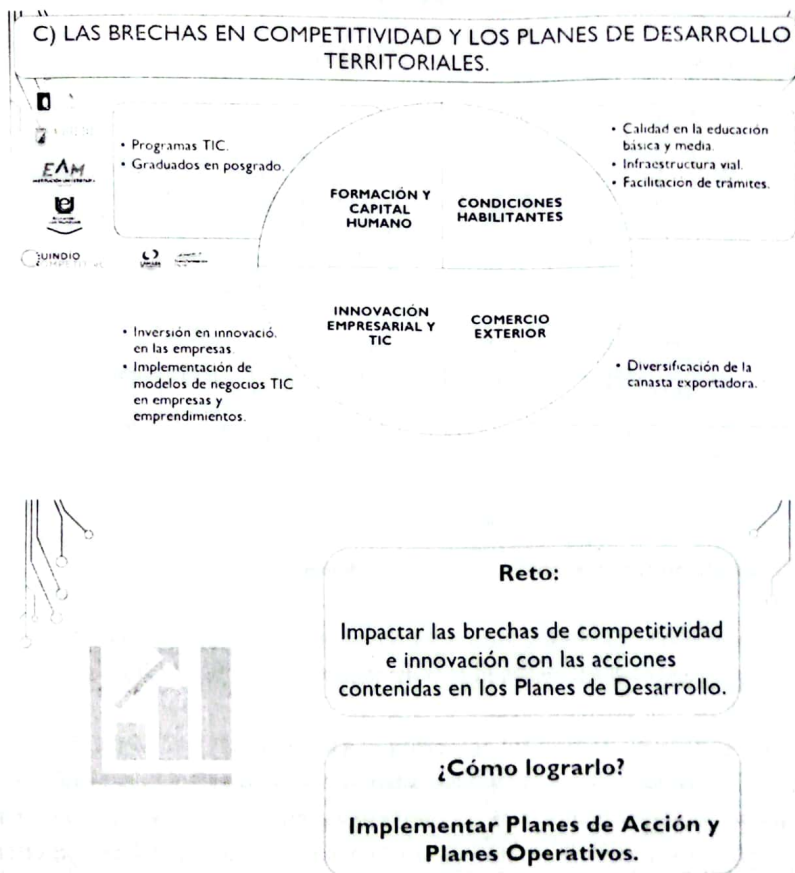 C) LAS BRECHAS EN COMPETITIVIDAD Y LOS PLANES DE DESARROLLO
TERRITORIALES.
• Programas TIC.
• Graduados en posgrado.
FORMACIÓN Y
CAPITAL
HUMANO
CONDICIONES
HABILITANTES
• Calidad en la educación
básica y media.
• Infraestructura vial.
• Facilitación de trámites.
EAM
UINDIO
INNOVACIÓN
EMPRESARIAL Y
TIC
COMERCIO
EXTERIOR
• Inversión en innovació.
en las empresas.
• Implementación de
modelos de negocios TIC
en empresas y
emprendimientos.
• Diversificación de la
canasta exportadora.
Reto:
Impactar las brechas de competitividad
e innovación con las acciones
contenidas en los Planes de Desarrollo.
¿Cómo lograrlo?
Implementar Planes de Acción y
Planes Operativos.